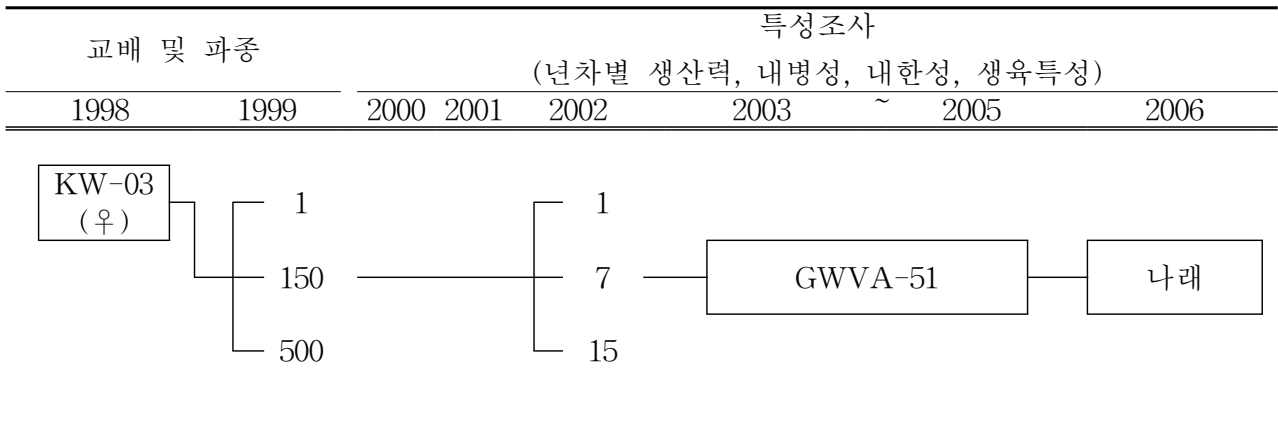 교배 및 파종
특성조사
(년차별 생산력, 내병성, 내한성, 생육특성)
1998 1999 2000 2001 2002 2003 ~ 2005 2006
KW-03
(♀)
1 1
150 7 GWVA-51 나래
500 15